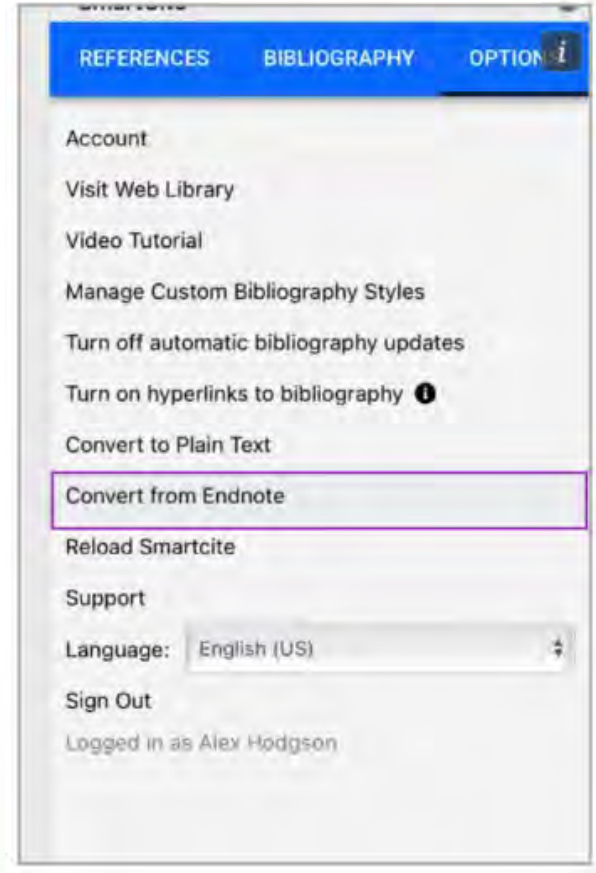 REFERENCES BIBLIOGRAPHY OPTION i
Account
Visit Web Library
Video Tutorial
Manage Custom Bibliography Styles
Turn off automatic bibliography updates
Turn on hyperlinks to bibliography i
Convert to Plain Text
Convert from Endnote
Reload Smartcite
Support
Language: English (US)
Sign Out
Logged in as Alex Hodgson